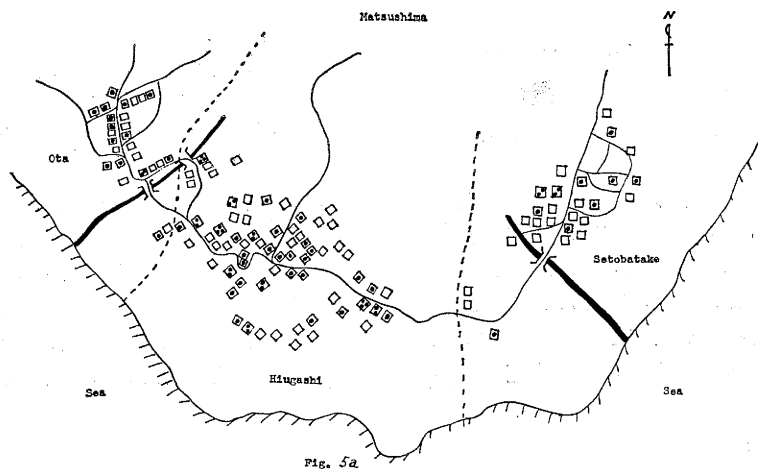 Matsushima
N
Ota
Setobatake
Hiugashi
Sea
Sea
Fig. 5a